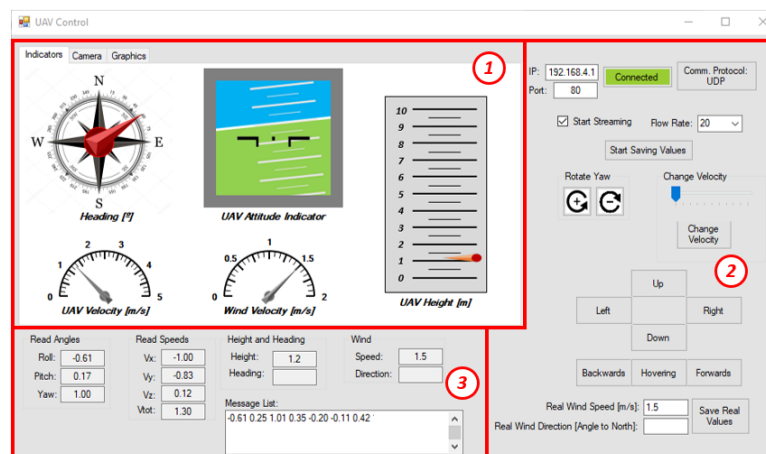 UAV Control
Indicators Camera Graphics
1
N
W E
S
Heading [º]
UAV Attitude Indicator
10
9
8
7
6
5
4
3
2
1
0
UAV Height [m]
0 1 2 3 4 5
UAV Velocity [m/s]
0 0.5 1 1.5 2
Wind Velocity [m/s]
IP: 192.168.4.1 Connected Comm. Protocol: UDP
Port: 80
Start Streaming Flow Rate: 20
Start Saving Values
Rotate Yaw Change Velocity
Change Velocity
2
Up
Left Right
Down
Backwards Hovering Forwards
Real Wind Speed [m/s]: 1.5 Save Real Values
Real Wind Direction [Angle to North]:
Read Angles
Roll: -0.61
Pitch: 0.17
Yaw: 1.00
Read Speeds
Vx: -1.00
Vy: -0.83
Vz: 0.12
Vtot: 1.30
Height and Heading
Height: 1.2
Heading:
Wind
Speed: 1.5
Direction:
3
Message List:
-0.61 0.25 1.01 0.35 -0.20 -0.11 0.42